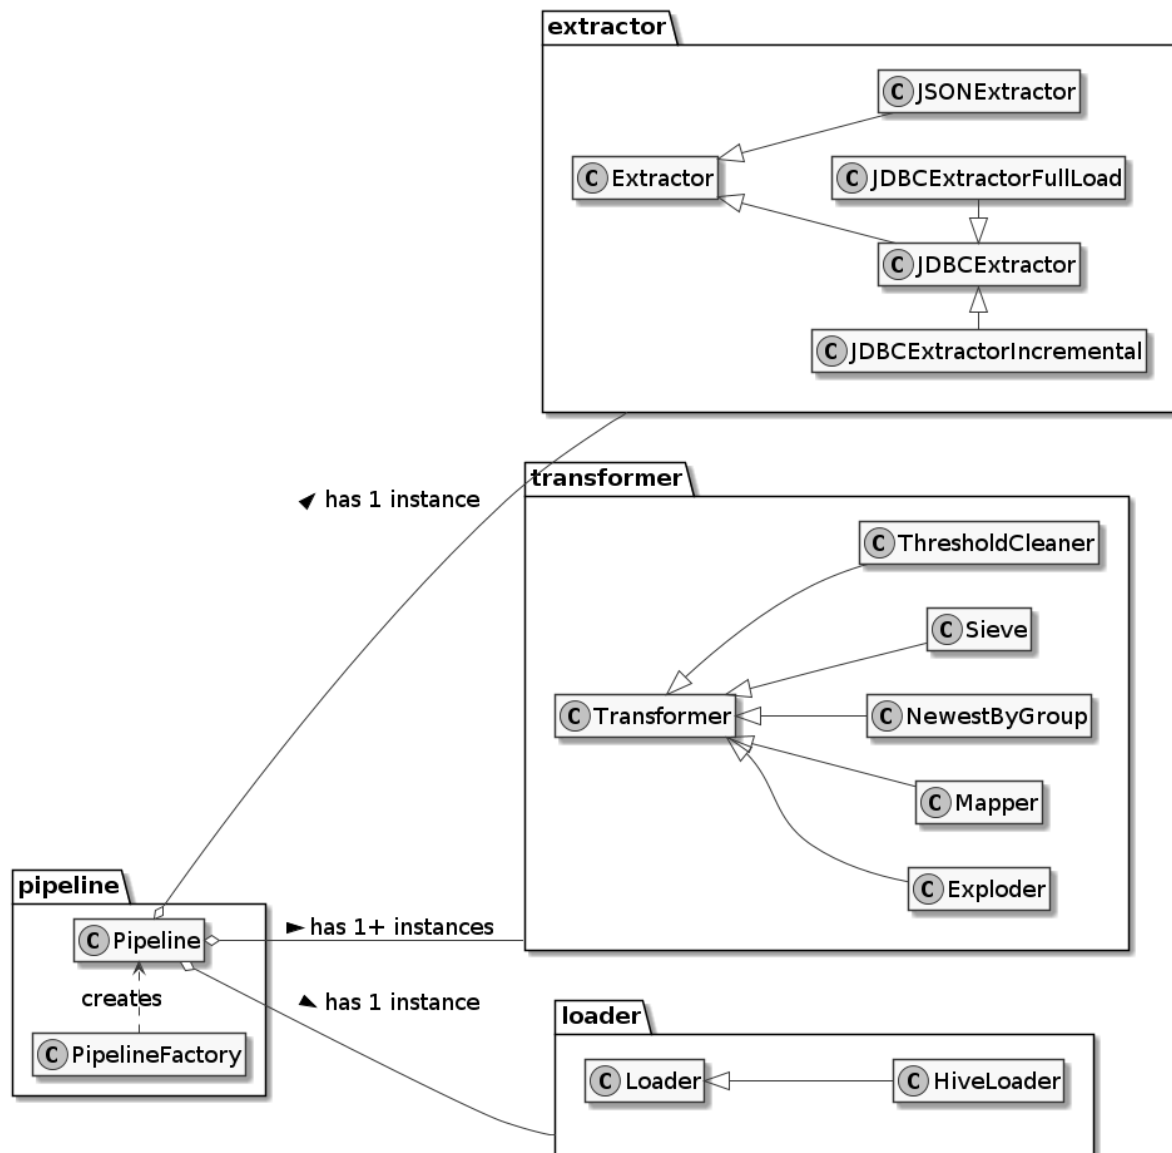 extractor
C JSONExtractor
C Extractor
C JDBCExtractorFullLoad
C JDBCExtractor
C JDBCExtractorIncremental
has 1 instance
transformer
C ThresholdCleaner
C Sieve
C Transformer
C NewestByGroup
C Mapper
C Exploder
pipeline
C Pipeline
has 1+ instances
creates
has 1 instance
C PipelineFactory
loader
C Loader
C HiveLoader